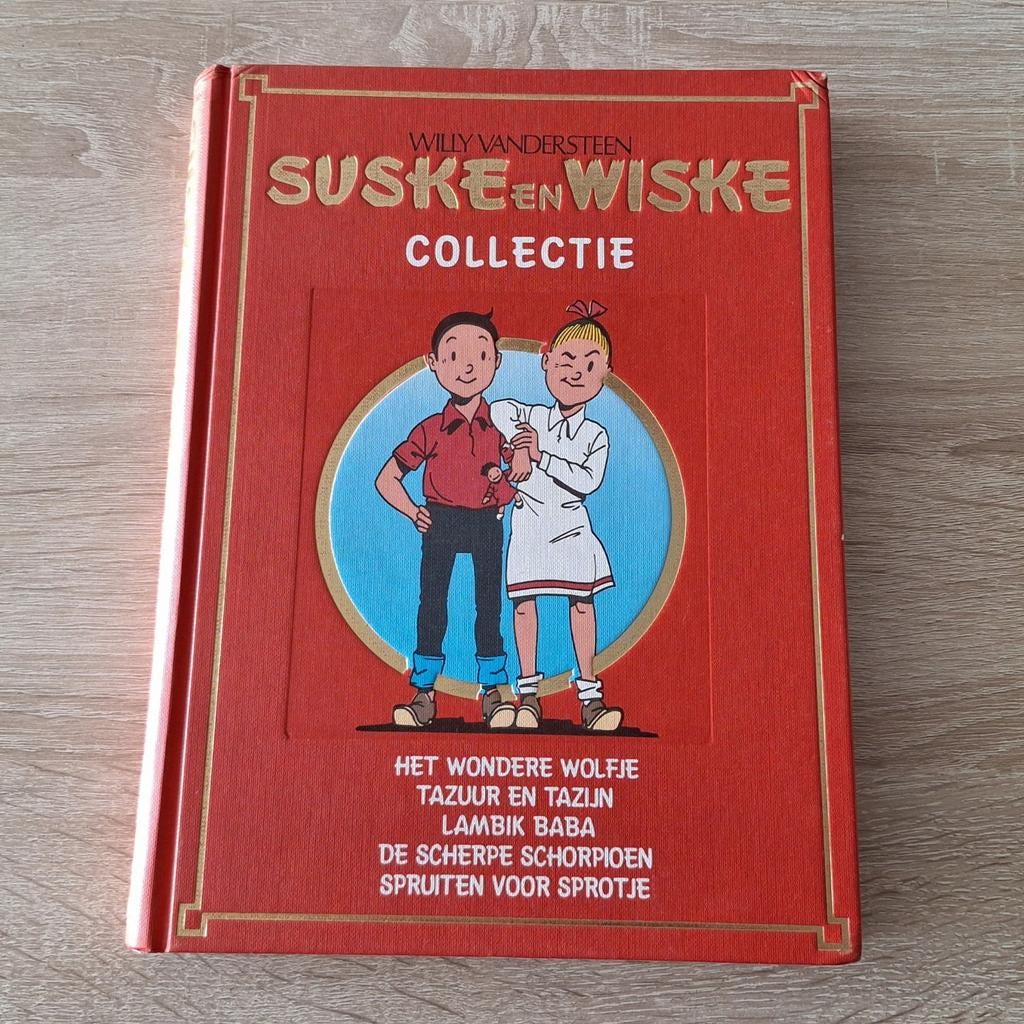 WILLY VANDERSTEEN
SUSKE EN WISKE
COLLECTIE
HET WONDERE WOLFJE
TAZUUR EN TAZIJN
LAMBIK BABA
DE SCHERPE SCHORPIOEN
SPRUITEN VOOR SPROTJE